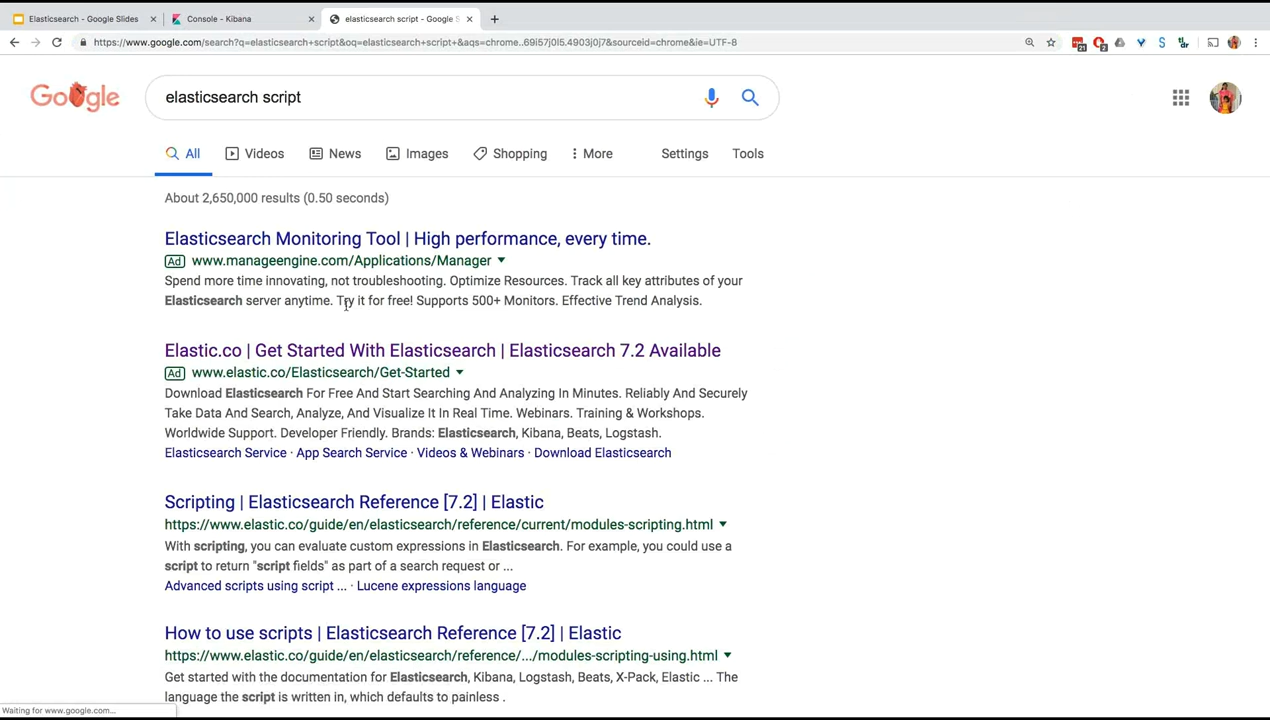 Elasticsearch - Google Slides
Console - Kibana
elasticsearch script - Google S
https://www.google.com/search?q=elasticsearch+script&oq=elasticsearch+script+&aqs=chrome..69i57j0l5.4903j0j7&sourceid=chrome&ie=UTF-8
21
2
S
tl;dr
Google
elasticsearch script
All
Videos
News
Images
Shopping
More
Settings
Tools
About 2,650,000 results (0.50 seconds)
Elasticsearch Monitoring Tool | High performance, every time.
Ad www.manageengine.com/Applications/Manager
Spend more time innovating, not troubleshooting. Optimize Resources. Track all key attributes of your
Elasticsearch server anytime. Try it for free! Supports 500+ Monitors. Effective Trend Analysis.
Elastic.co | Get Started With Elasticsearch | Elasticsearch 7.2 Available
Ad www.elastic.co/Elasticsearch/Get-Started
Download Elasticsearch For Free And Start Searching And Analyzing In Minutes. Reliably And Securely
Take Data And Search, Analyze, And Visualize It In Real Time. Webinars. Training & Workshops.
Worldwide Support. Developer Friendly. Brands: Elasticsearch, Kibana, Beats, Logstash.
Elasticsearch Service · App Search Service · Videos & Webinars · Download Elasticsearch
Scripting | Elasticsearch Reference [7.2] | Elastic
https://www.elastic.co/guide/en/elasticsearch/reference/current/modules-scripting.html
With scripting, you can evaluate custom expressions in Elasticsearch. For example, you could use a
script to return "script fields" as part of a search request or ...
Advanced scripts using script ... · Lucene expressions language
How to use scripts | Elasticsearch Reference [7.2] | Elastic
https://www.elastic.co/guide/en/elasticsearch/reference/.../modules-scripting-using.html
Get started with the documentation for Elasticsearch, Kibana, Logstash, Beats, X-Pack, Elastic ... The
language the script is written in, which defaults to painless .
Waiting for www.google.com...